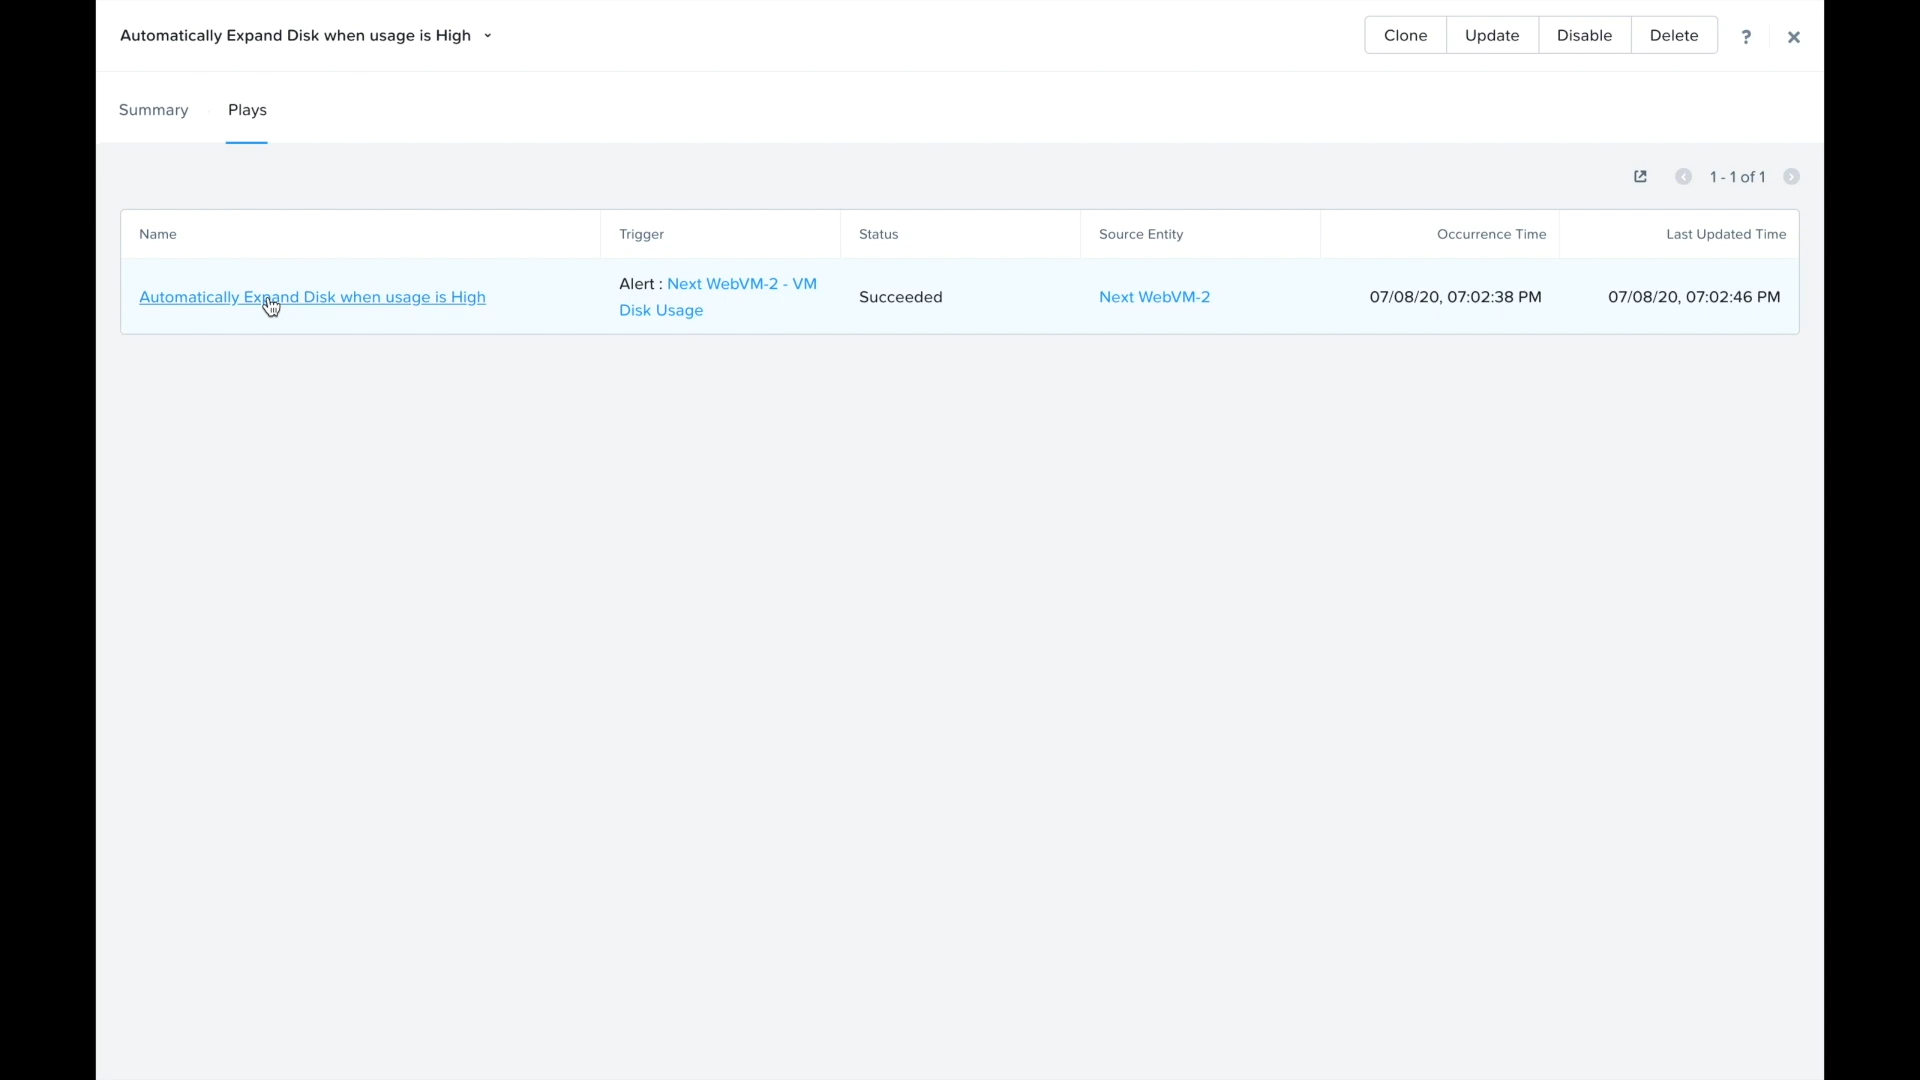 Automatically Expand Disk when usage is High
Clone Update Disable Delete ?
Summary Plays
1 - 1 of 1
Name Trigger Status Source Entity Occurrence Time Last Updated Time
Automatically Expand Disk when usage is High
Alert : Next WebVM-2 - VM
Disk Usage
Succeeded
Next WebVM-2
07/08/20, 07:02:38 PM
07/08/20, 07:02:46 PM